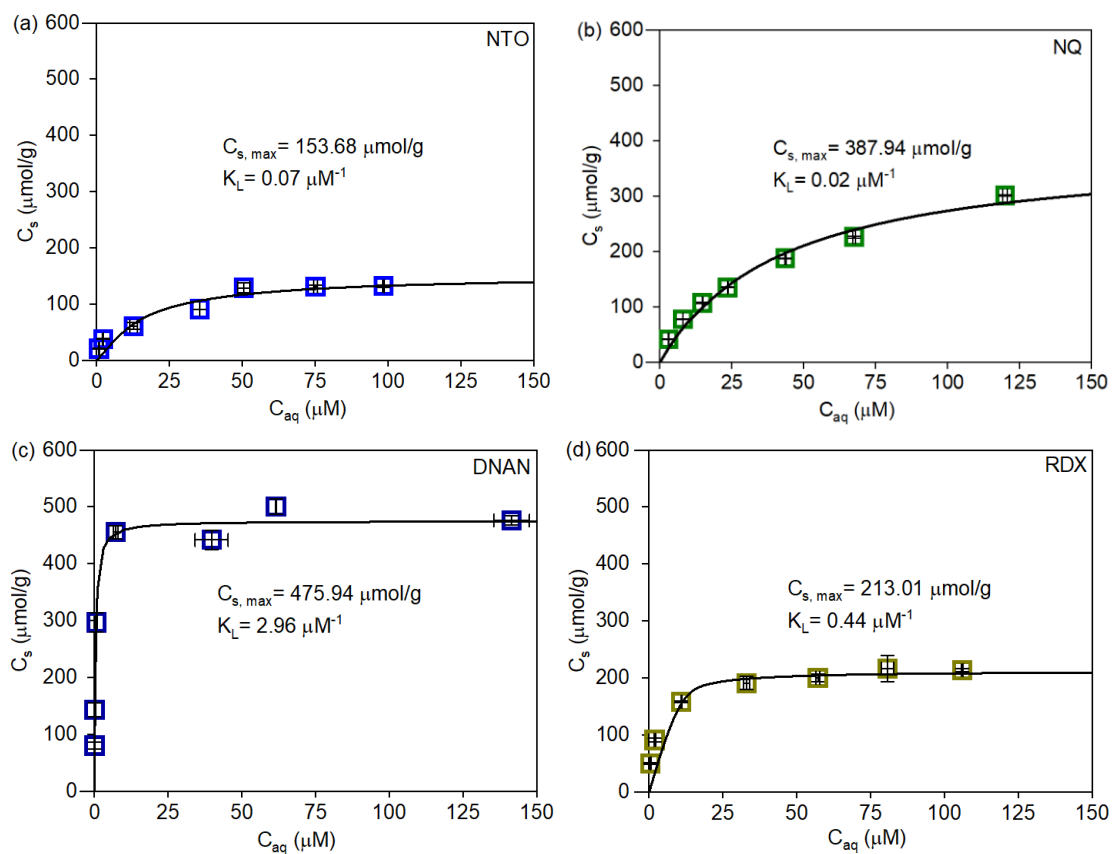 (a)
NTO
600
500
400
300
200
100
0
C_s (μmol/g)
C_s, max = 153.68 μmol/g
K_L = 0.07 μM⁻¹
0 25 50 75 100 125 150
C_aq (μM)
(b)
NQ
600
500
400
300
200
100
0
C_s (μmol/g)
C_s, max = 387.94 μmol/g
K_L = 0.02 μM⁻¹
0 25 50 75 100 125 150
C_aq (μM)
(c)
DNAN
600
500
400
300
200
100
0
C_s (μmol/g)
C_s, max = 475.94 μmol/g
K_L = 2.96 μM⁻¹
0 25 50 75 100 125 150
C_aq (μM)
(d)
RDX
600
500
400
300
200
100
0
C_s (μmol/g)
C_s, max = 213.01 μmol/g
K_L = 0.44 μM⁻¹
0 25 50 75 100 125 150
C_aq (μM)